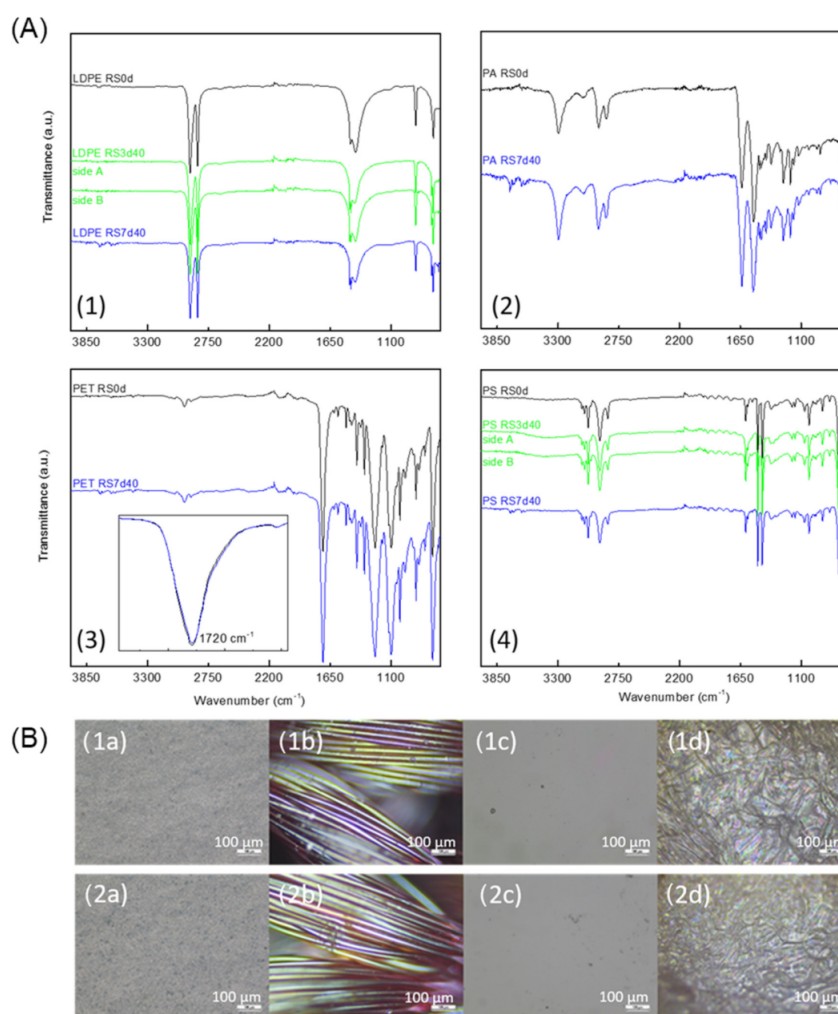 (A)
Transmittance (a.u.)
LDPE RS0d
LDPE RS3d40
side A
side B
LDPE RS7d40
(1)
3850 3300 2750 2200 1650 1100
PA RS0d
PA RS7d40
(2)
3850 3300 2750 2200 1650 1100
Transmittance (a.u.)
PET RS0d
PET RS7d40
1720 cm-1
(3)
3850 3300 2750 2200 1650 1100
Wavenumber (cm-1)
PS RS0d
PS RS3d40
side A
side B
PS RS7d40
(4)
3850 3300 2750 2200 1650 1100
Wavenumber (cm-1)
(B)
(1a) (1b) (1c) (1d)
100 µm 100 µm 100 µm 100 µm
(2a) (2b) (2c) (2d)
100 µm 100 µm 100 µm 100 µm